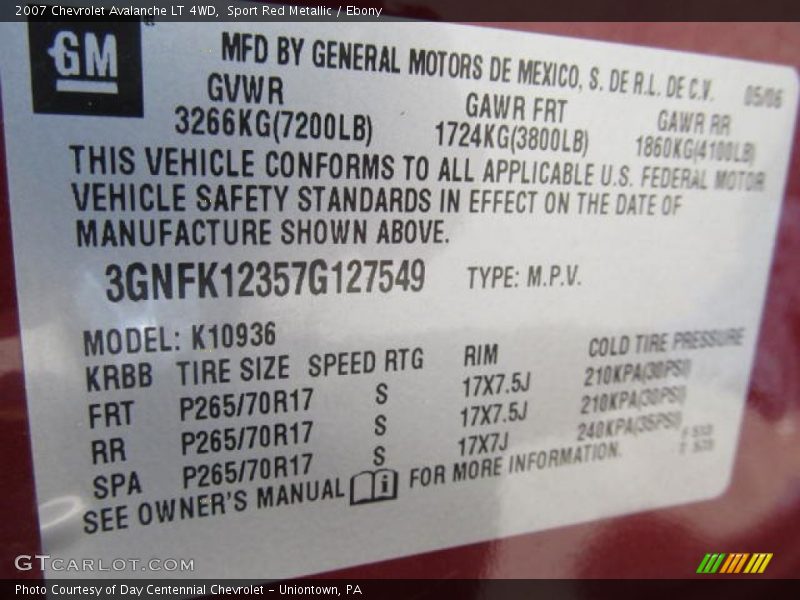 2007 Chevrolet Avalanche LT 4WD, Sport Red Metallic / Ebony
GM
MFD BY GENERAL MOTORS DE MEXICO, S. DE R.L. DE C.V. 05/06
GVWR GAWR FRT GAWR RR
3266KG(7200LB) 1724KG(3800LB) 1860KG(4100LB)
THIS VEHICLE CONFORMS TO ALL APPLICABLE U.S. FEDERAL MOTOR
VEHICLE SAFETY STANDARDS IN EFFECT ON THE DATE OF
MANUFACTURE SHOWN ABOVE.
3GNFK12357G127549 TYPE: M.P.V.
MODEL: K10936
KRBB TIRE SIZE SPEED RTG RIM COLD TIRE PRESSURE
FRT P265/70R17 S 17X7.5J 210KPA(30PSI)
RR P265/70R17 S 17X7.5J 210KPA(30PSI)
SPA P265/70R17 S 17X7J 240KPA(35PSI)
SEE OWNER'S MANUAL i FOR MORE INFORMATION.
GTCARLOT.COM
Photo Courtesy of Day Centennial Chevrolet - Uniontown, PA